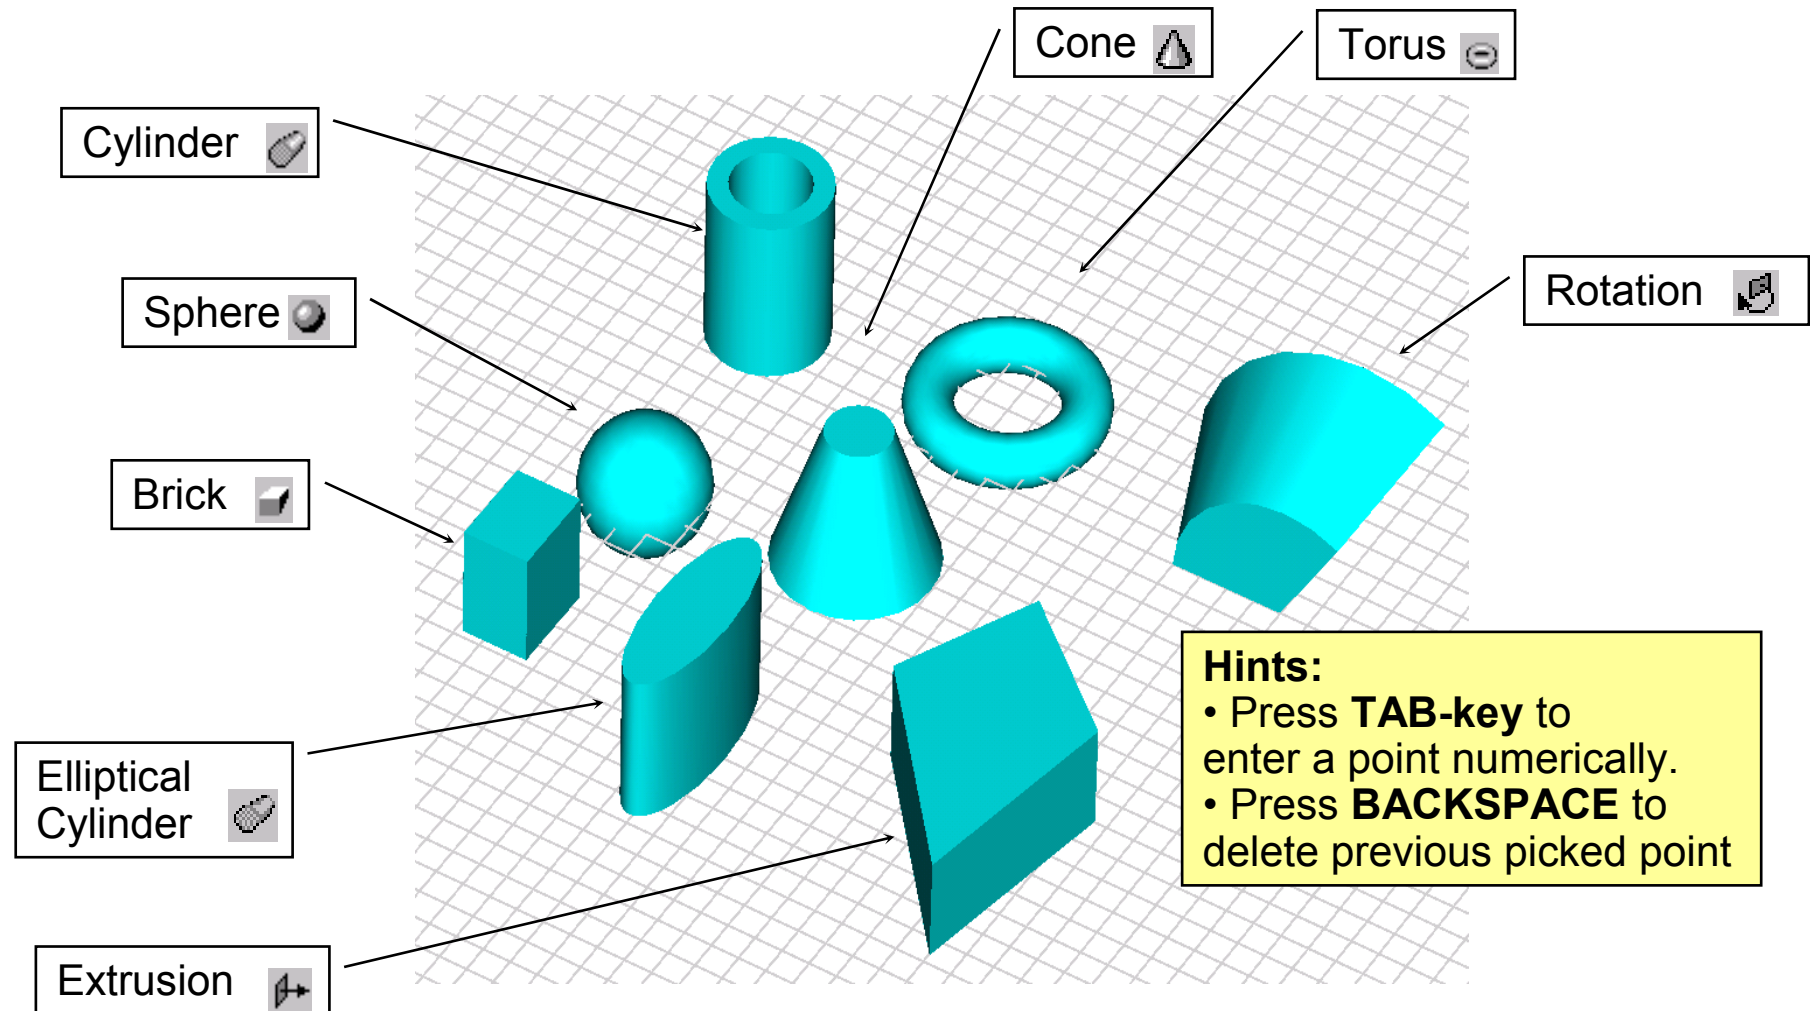 Cone
Torus
Cylinder
Rotation
Sphere
Brick
Hints:
• Press TAB-key to
enter a point numerically.
• Press BACKSPACE to
delete previous picked point
Elliptical
Cylinder
Extrusion